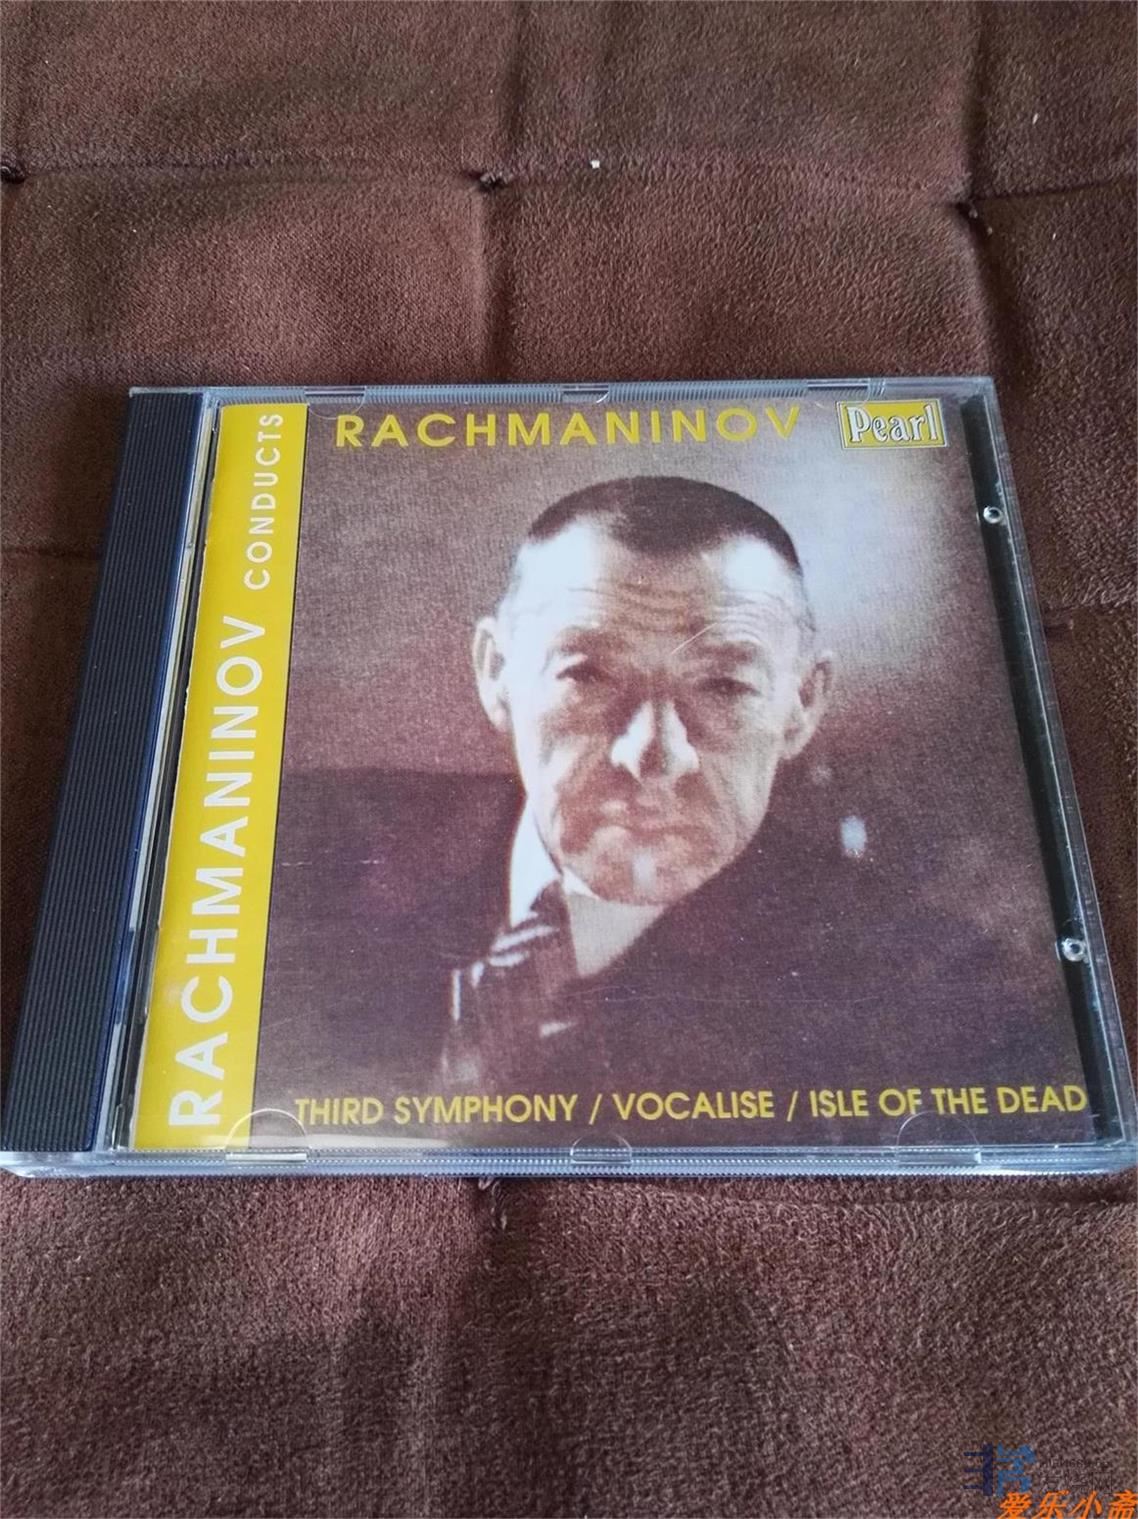 RACHMANINOV
Pearl
RACHMANINOV CONDUCTS
THIRD SYMPHONY / VOCALISE / ISLE OF THE DEAD
爱乐小斋